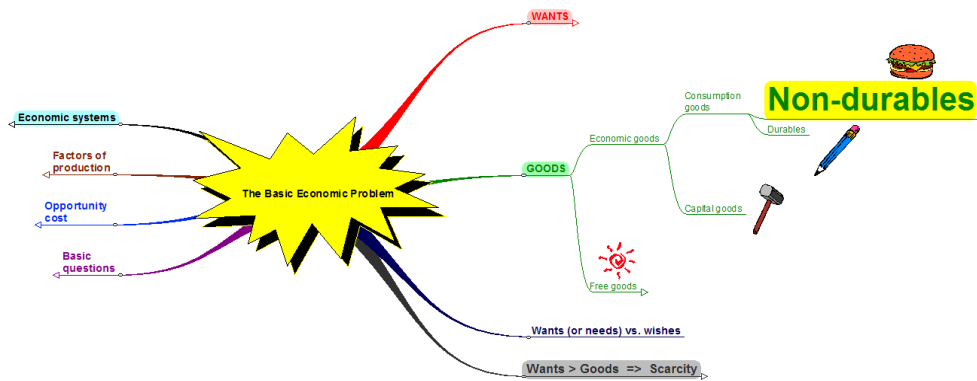 WANTS
Economic systems
Factors of
production
Opportunity
cost
Basic
questions
The Basic Economic Problem
GOODS
Economic goods
Consumption
goods
Non-durables
Durables
Capital goods
Free goods
Wants (or needs) vs. wishes
Wants > Goods => Scarcity